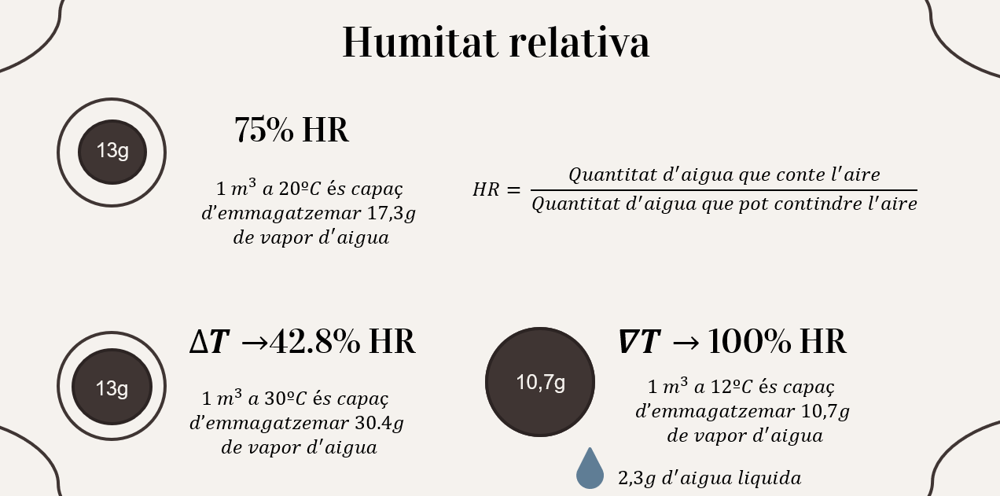 Humitat relativa
13g
75% HR
1 m³ a 20ºC és capaç
d’emmagatzemar 17,3g
de vapor d′aigua
HR = Quantitat d′aigua que conte l′aire
Quantitat d′aigua que pot contindre l′aire
13g
ΔT →42.8% HR
1 m³ a 30ºC és capaç
d’emmagatzemar 30.4g
de vapor d′aigua
10,7g
∇T → 100% HR
1 m³ a 12ºC és capaç
d’emmagatzemar 10,7g
de vapor d′aigua
2,3g d′aigua liquida